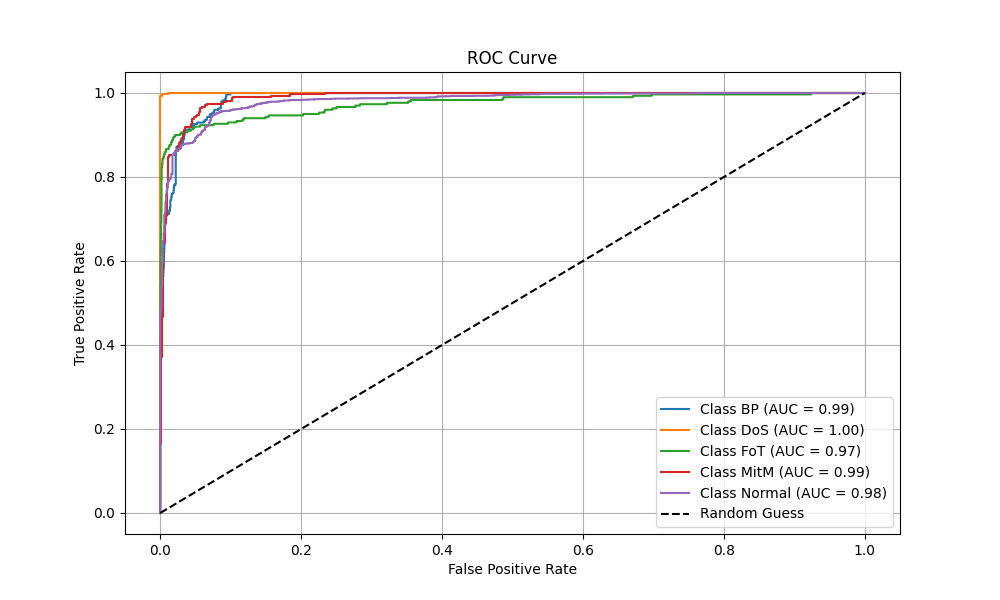 ROC Curve
1.0
0.8
0.6
0.4
0.2
0.0
True Positive Rate
0.0 0.2 0.4 0.6 0.8 1.0
False Positive Rate
Class BP (AUC = 0.99)
Class DoS (AUC = 1.00)
Class FoT (AUC = 0.97)
Class MitM (AUC = 0.99)
Class Normal (AUC = 0.98)
Random Guess